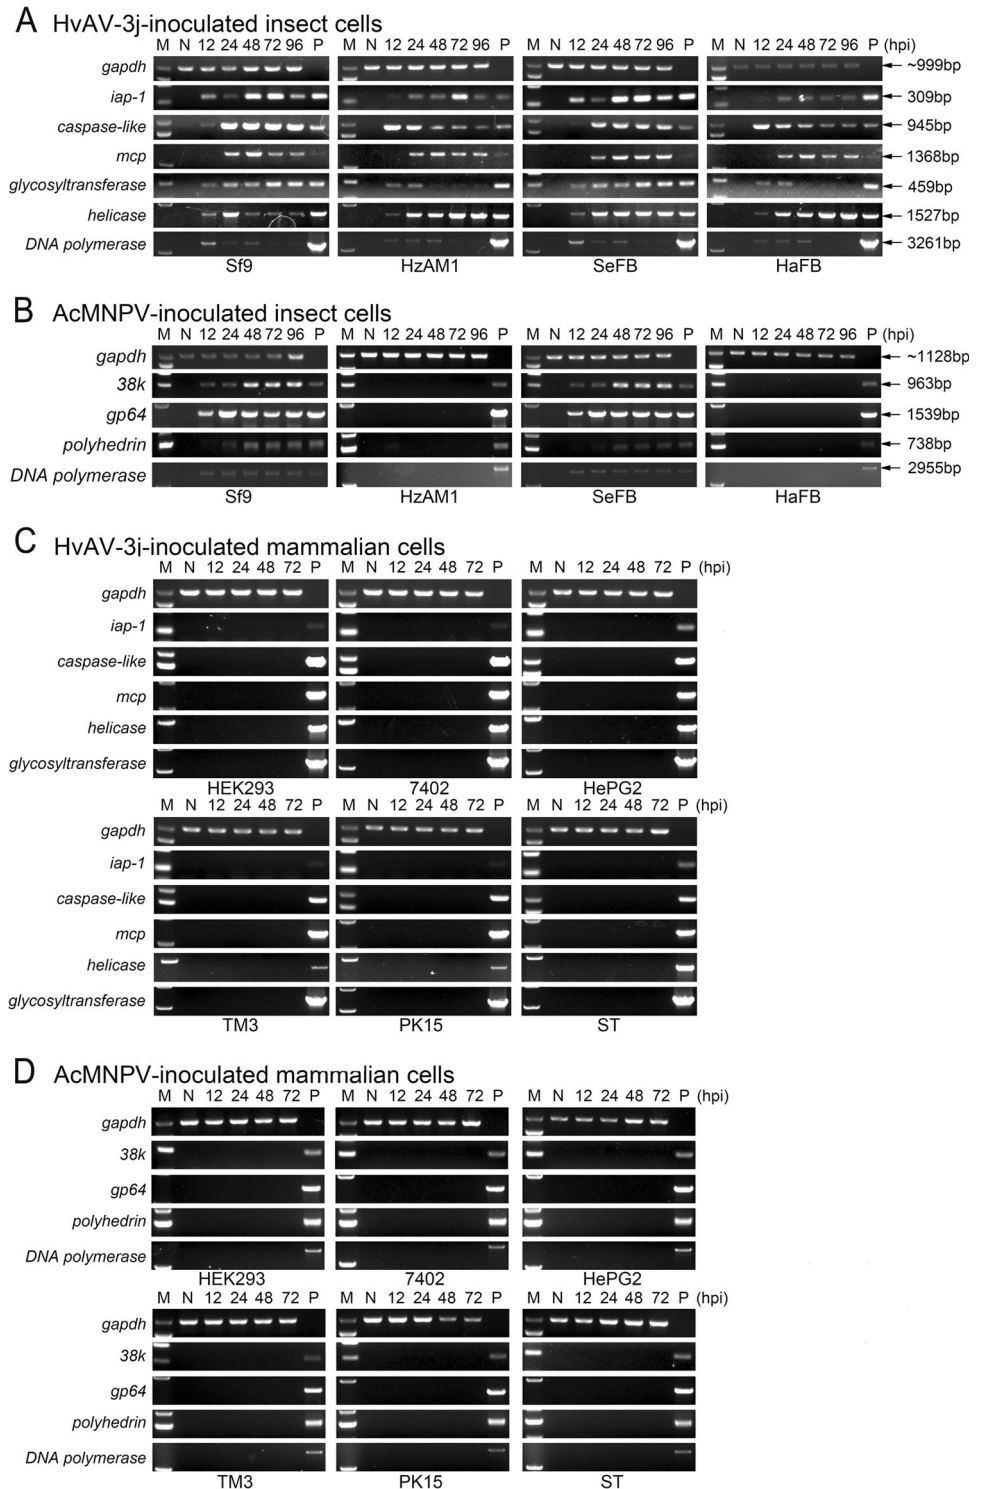 A HvAV-3j-inoculated insect cells
M N 12 24 48 72 96 P M N 12 24 48 72 96 P M N 12 24 48 72 96 P M N 12 24 48 72 96 P (hpi)
gapdh ~999bp
iap-1 309bp
caspase-like 945bp
mcp 1368bp
glycosyltransferase 459bp
helicase 1527bp
DNA polymerase 3261bp
Sf9 HzAM1 SeFB HaFB
B AcMNPV-inoculated insect cells
M N 12 24 48 72 96 P M N 12 24 48 72 96 P M N 12 24 48 72 96 P M N 12 24 48 72 96 P (hpi)
gapdh ~1128bp
38k 963bp
gp64 1539bp
polyhedrin 738bp
DNA polymerase 2955bp
Sf9 HzAM1 SeFB HaFB
C HvAV-3j-inoculated mammalian cells
M N 12 24 48 72 P M N 12 24 48 72 P M N 12 24 48 72 P (hpi)
gapdh
iap-1
caspase-like
mcp
helicase
glycosyltransferase
HEK293 7402 HePG2
M N 12 24 48 72 P M N 12 24 48 72 P M N 12 24 48 72 P (hpi)
gapdh
iap-1
caspase-like
mcp
helicase
glycosyltransferase
TM3 PK15 ST
D AcMNPV-inoculated mammalian cells
M N 12 24 48 72 P M N 12 24 48 72 P M N 12 24 48 72 P (hpi)
gapdh
38k
gp64
polyhedrin
DNA polymerase
HEK293 7402 HePG2
M N 12 24 48 72 P M N 12 24 48 72 P M N 12 24 48 72 P (hpi)
gapdh
38k
gp64
polyhedrin
DNA polymerase
TM3 PK15 ST